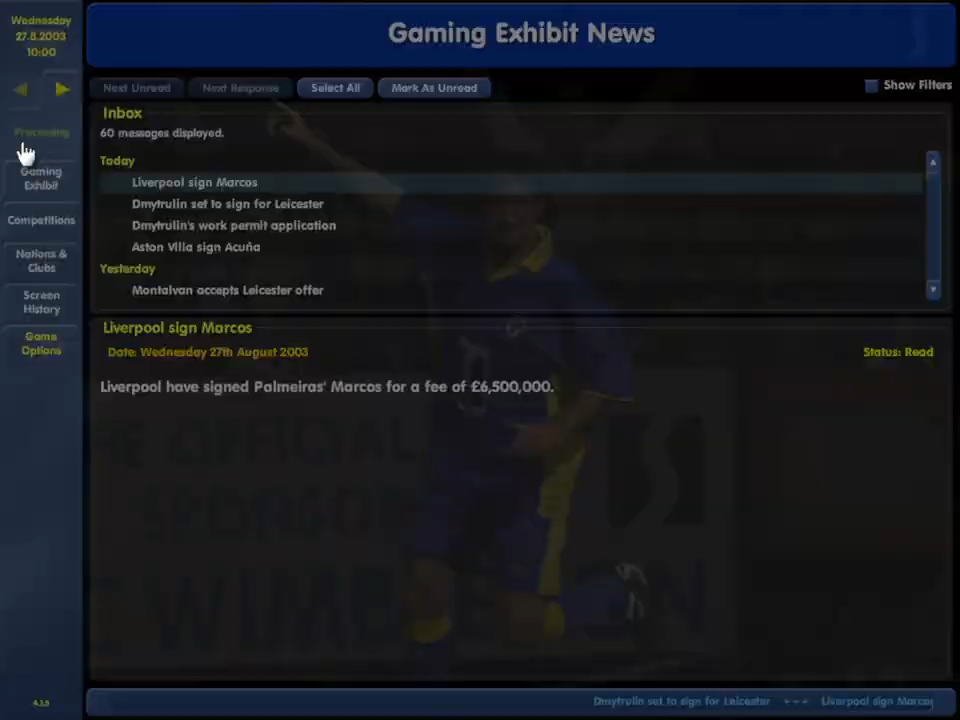 Wednesday
27.8.2003
10:00
Gaming Exhibit News
Next Unread
Next Response
Select All
Mark As Unread
Show Filters
Processing
Gaming
Exhibit
Competitions
Nations &
Clubs
Screen
History
Game
Options
Inbox
60 messages displayed.
Today
Liverpool sign Marcos
Dmytrulin set to sign for Leicester
Dmytrulin's work permit application
Aston Villa sign Acuña
Yesterday
Montalvan accepts Leicester offer
Liverpool sign Marcos
Date: Wednesday 27th August 2003
Status: Read
Liverpool have signed Palmeiras' Marcos for a fee of £6,500,000.
OFFICIAL
4.1.5
Dmytrulin set to sign for Leicester +++ Liverpool sign Marcos